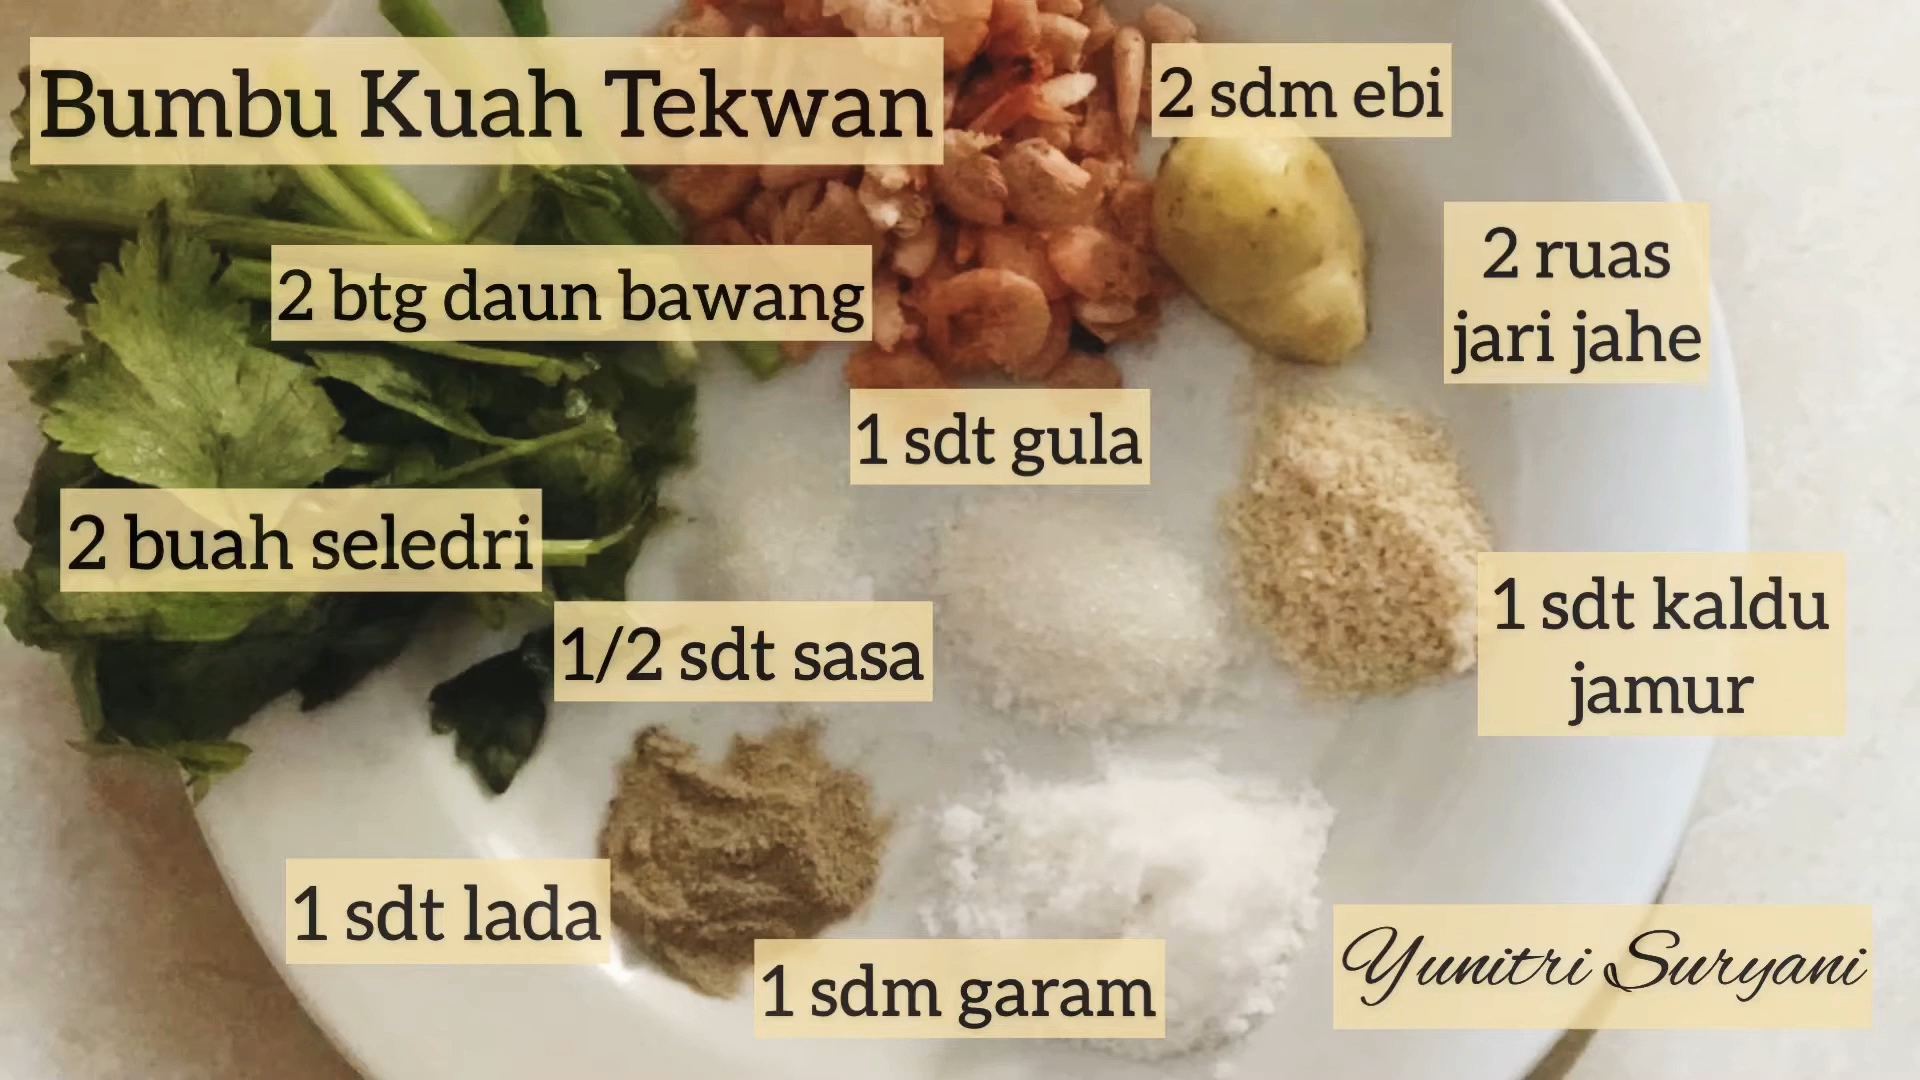 Bumbu Kuah Tekwan
2 sdm ebi
2 btg daun bawang
2 ruas
jari jahe
1 sdt gula
2 buah seledri
1/2 sdt sasa
1 sdt kaldu
jamur
1 sdt lada
1 sdm garam
Yunitri Suryani